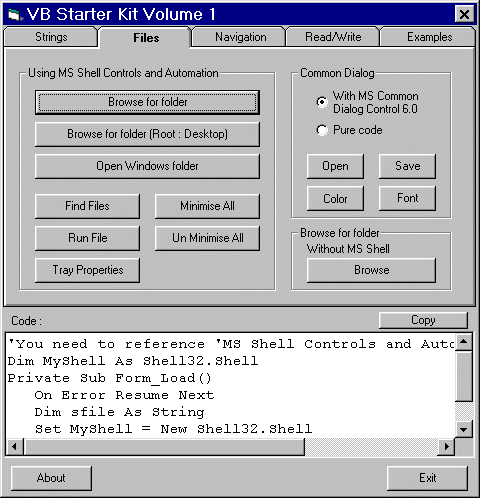 VB Starter Kit Volume 1
Strings Files Navigation Read/Write Examples
Using MS Shell Controls and Automation
Browse for folder
Browse for folder (Root : Desktop)
Open Windows folder
Find Files Minimise All
Run File Un Minimise All
Tray Properties
Common Dialog
With MS Common
Dialog Control 6.0
Pure code
Open Save
Color Font
Browse for folder
Without MS Shell
Browse
Code : Copy
'You need to reference 'MS Shell Controls and Auto
Dim MyShell As Shell32.Shell
Private Sub Form_Load()
On Error Resume Next
Dim sfile As String
Set MyShell = New Shell32.Shell
About Exit